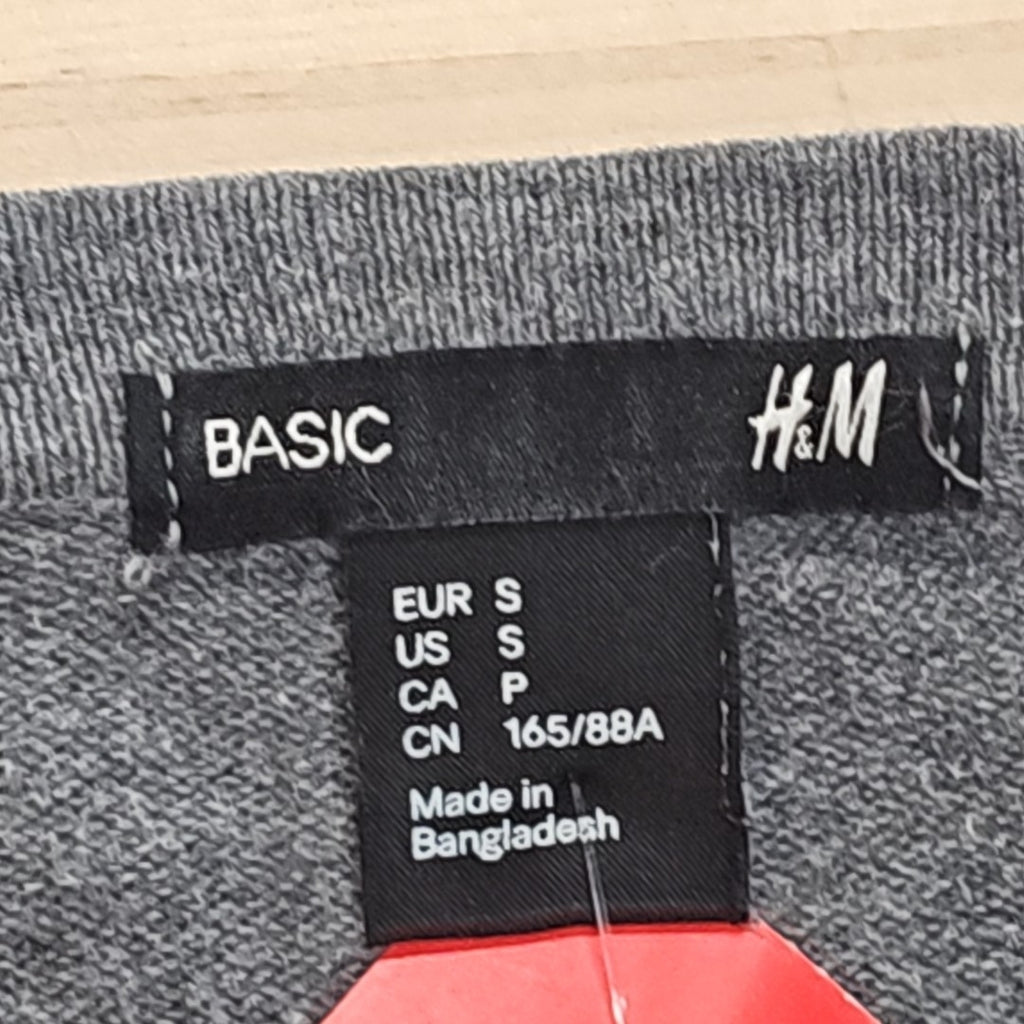 BASIC H&M
EUR S
US S
CA P
CN 165/88A
Made in
Bangladesh